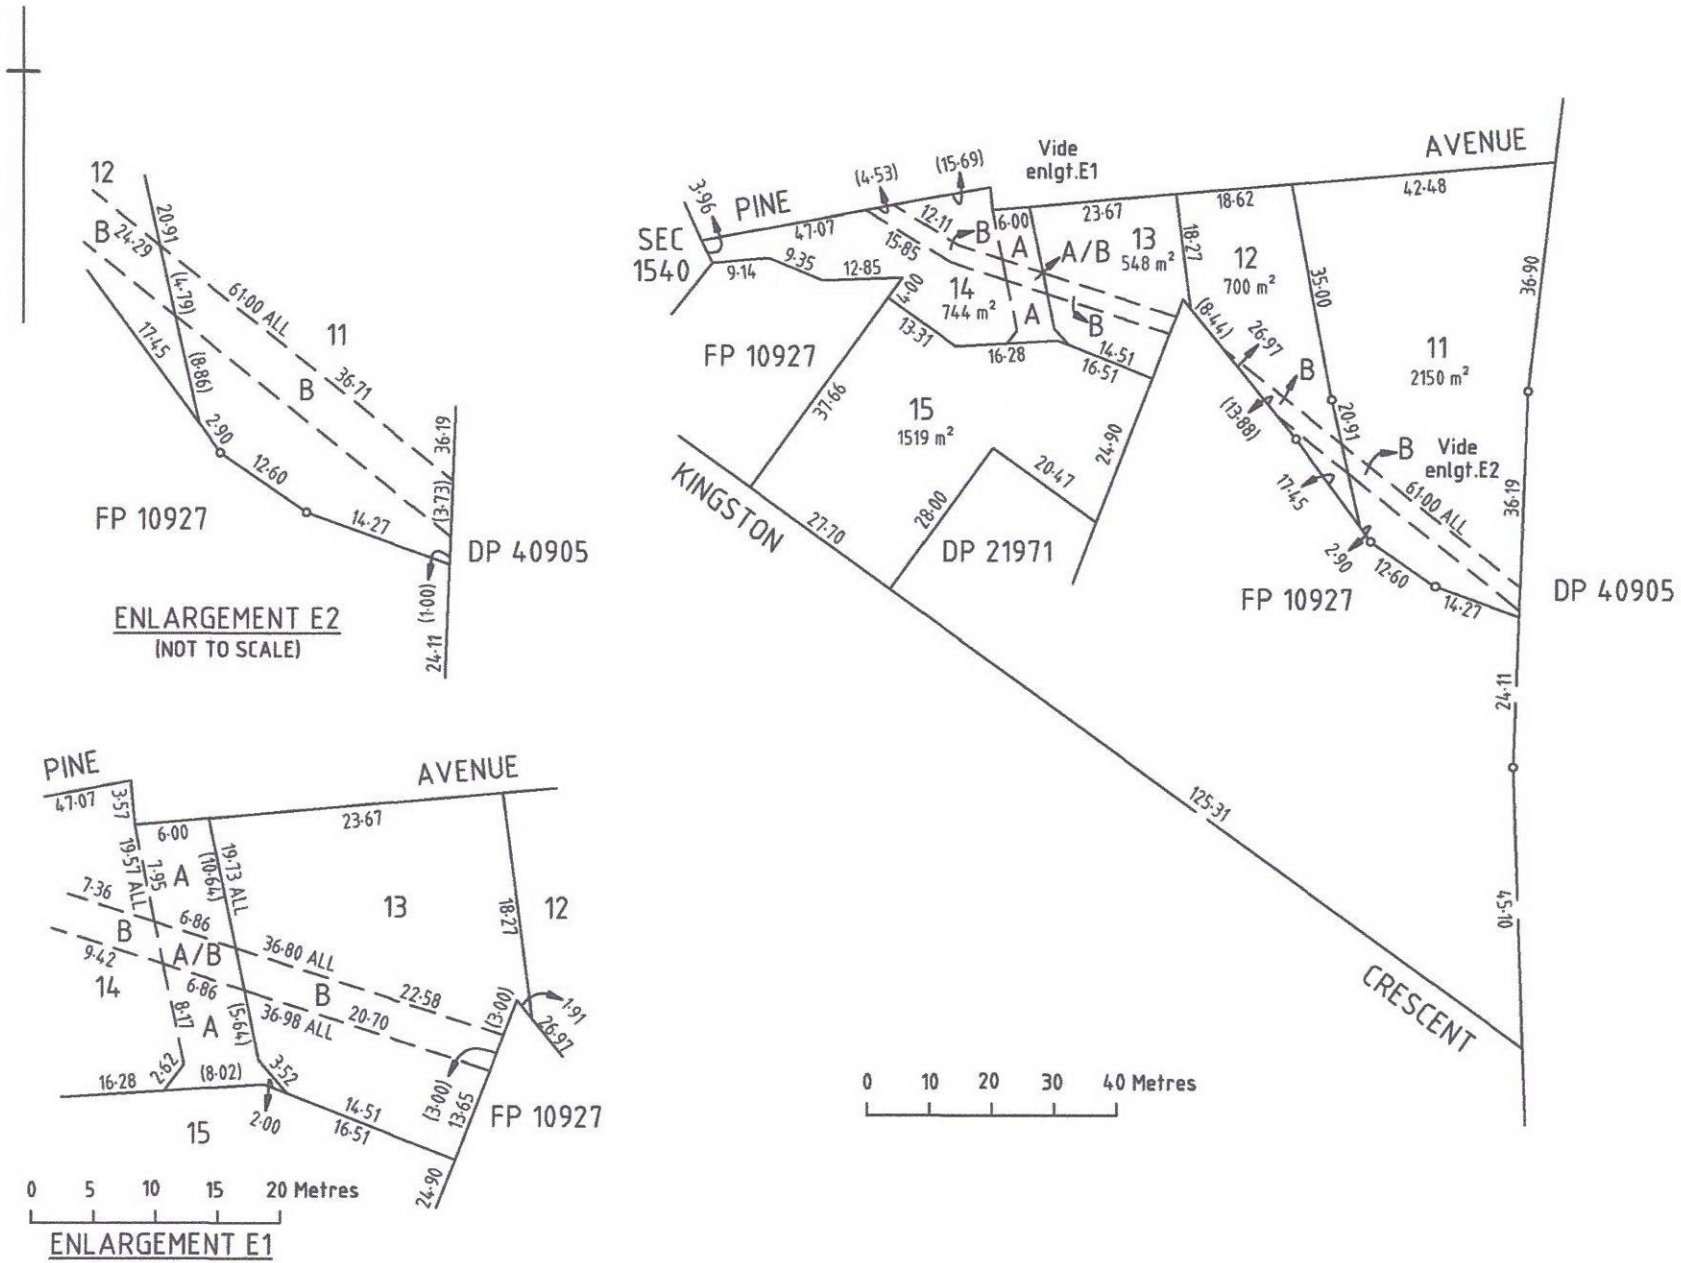 12
20·91
B 24·29
(4·79)
61·00 ALL
11
17·45
(8·86)
36·71
B
2·90
36·19
12·60
(3·73)
FP 10927
14·27
DP 40905
(1·00)
24·11
ENLARGEMENT E2
(NOT TO SCALE)
PINE
AVENUE
47·07
3·57
6·00
23·67
19·57 ALL
7·95
A
(10·64)
19·73 ALL
7·36
6·86
13
18·27
12
B
A/B
36·80 ALL
9·42
14
6·86
B
22·58
(3·00)
1·91
8·17
A
(5·64)
36·98 ALL
20·70
26·97
16·28
2·62
(8·02)
3·52
(3·00)
13·65
FP 10927
2·00
14·51
16·51
15
24·90
0 5 10 15 20 Metres
ENLARGEMENT E1
AVENUE
Vide
enlgt.E1
(4·53)
(15·69)
3·96
PINE
12·11
6·00
23·67
18·62
42·48
SEC
1540
47·07
15·85
B
A
A/B
13
548 m²
18·27
12
700 m²
35·00
36·90
9·14
9·35
12·85
4·00
14
744 m²
A
B
(8·44)
26·97
13·31
16·28
14·51
16·51
B
11
2150 m²
FP 10927
37·66
15
1519 m²
(13·88)
20·91
B
Vide
enlgt.E2
24·90
20·47
17·45
61·00 ALL
36·19
KINGSTON
27·70
28·00
DP 21971
2·90
12·60
14·27
FP 10927
DP 40905
24·11
125·31
45·10
CRESCENT
0 10 20 30 40 Metres